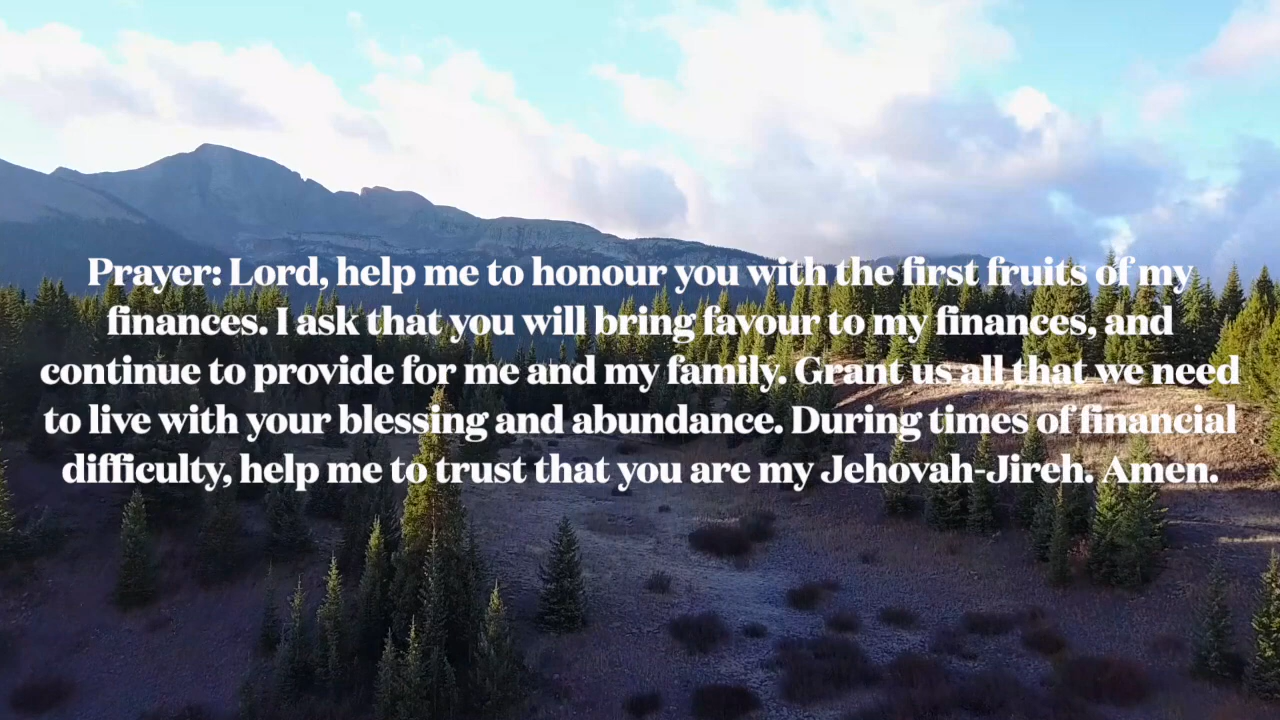 Prayer: Lord, help me to honour you with the first fruits of my
finances. I ask that you will bring favour to my finances, and
continue to provide for me and my family. Grant us all that we need
to live with your blessing and abundance. During times of financial
difficulty, help me to trust that you are my Jehovah-Jireh. Amen.